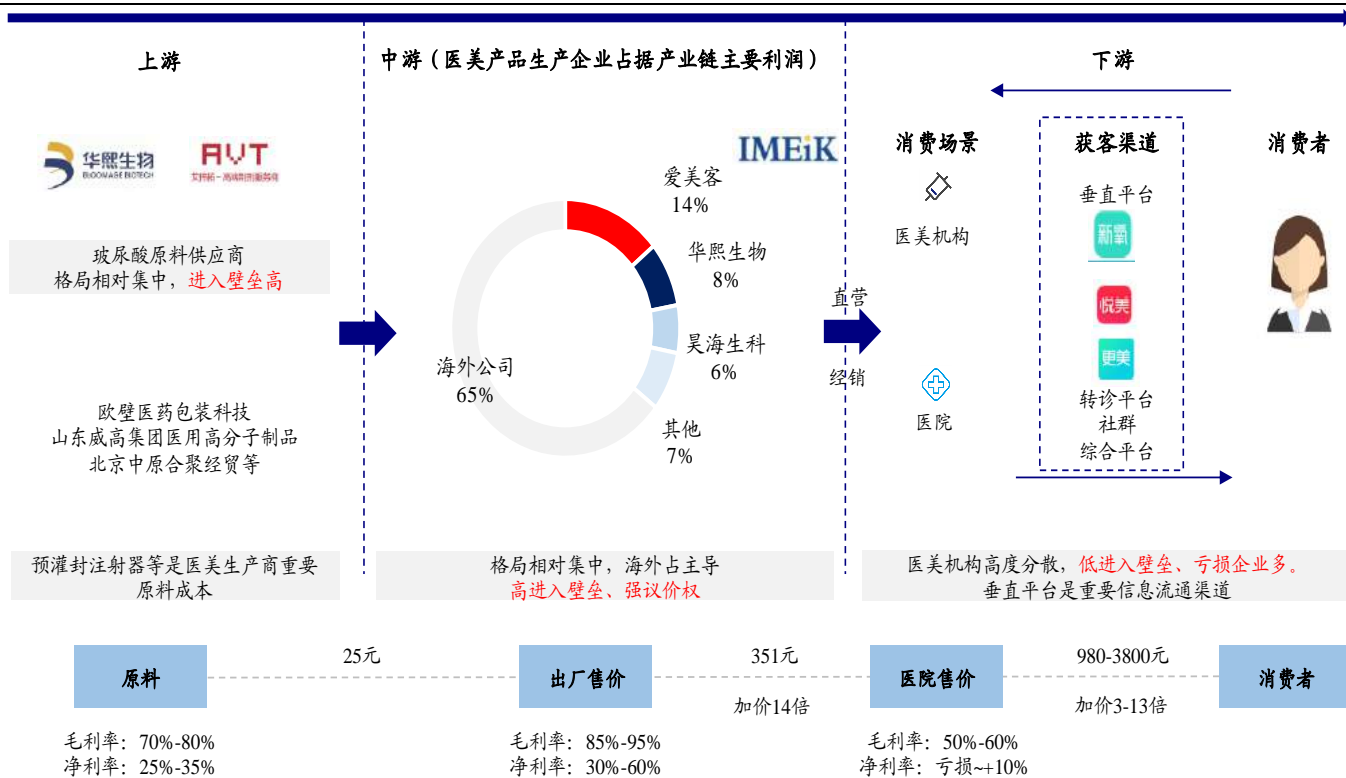 上游
华熙生物
BLOOMAGE BIOTECH
AVT
玻尿酸原料供应商
格局相对集中，进入壁垒高
欧璧医药包装科技
山东威高集团医用高分子制品
北京中原合聚经贸等
预灌封注射器等是医美生产商重要
原料成本
中游（医美产品生产企业占据产业链主要利润）
IMEiK
爱美客
14%
华熙生物
8%
昊海生科
6%
其他
7%
海外公司
65%
格局相对集中，海外占主导
高进入壁垒、强议价权
直营
经销
下游
消费场景
医美机构
医院
获客渠道
垂直平台
新氧
悦美
更美
转诊平台
社群
综合平台
消费者
医美机构高度分散，低进入壁垒、亏损企业多。
垂直平台是重要信息流通渠道
原料
25元
出厂售价
351元
加价14倍
医院售价
980-3800元
加价3-13倍
消费者
毛利率：70%-80%
净利率：25%-35%
毛利率：85%-95%
净利率：30%-60%
毛利率：50%-60%
净利率：亏损~+10%